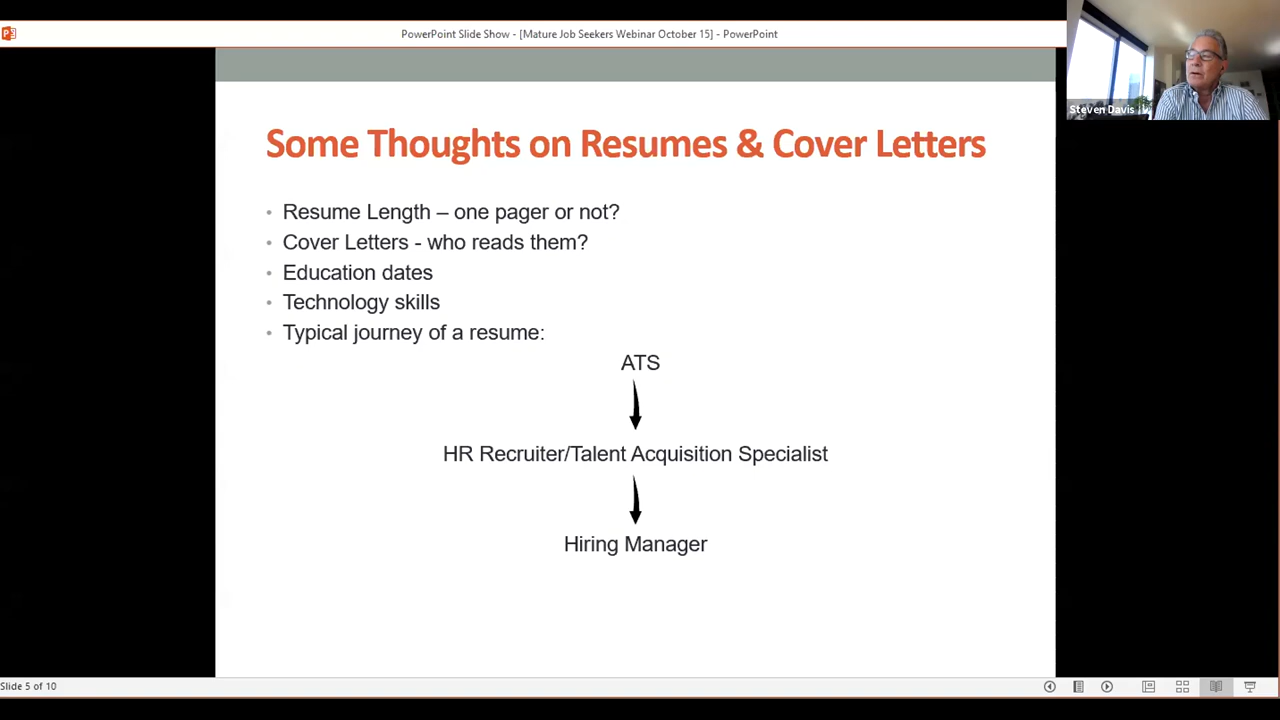 PowerPoint Slide Show - [Mature Job Seekers Webinar October 15] - PowerPoint
Steven Davis
Some Thoughts on Resumes & Cover Letters
• Resume Length – one pager or not?
• Cover Letters - who reads them?
• Education dates
• Technology skills
• Typical journey of a resume:
ATS
HR Recruiter/Talent Acquisition Specialist
Hiring Manager
Slide 5 of 10